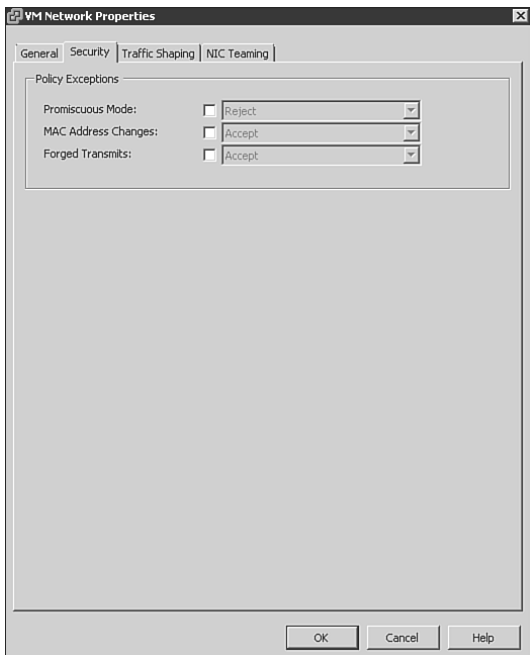 VM Network Properties
General Security Traffic Shaping NIC Teaming
Policy Exceptions
Promiscuous Mode: Reject
MAC Address Changes: Accept
Forged Transmits: Accept
OK Cancel Help